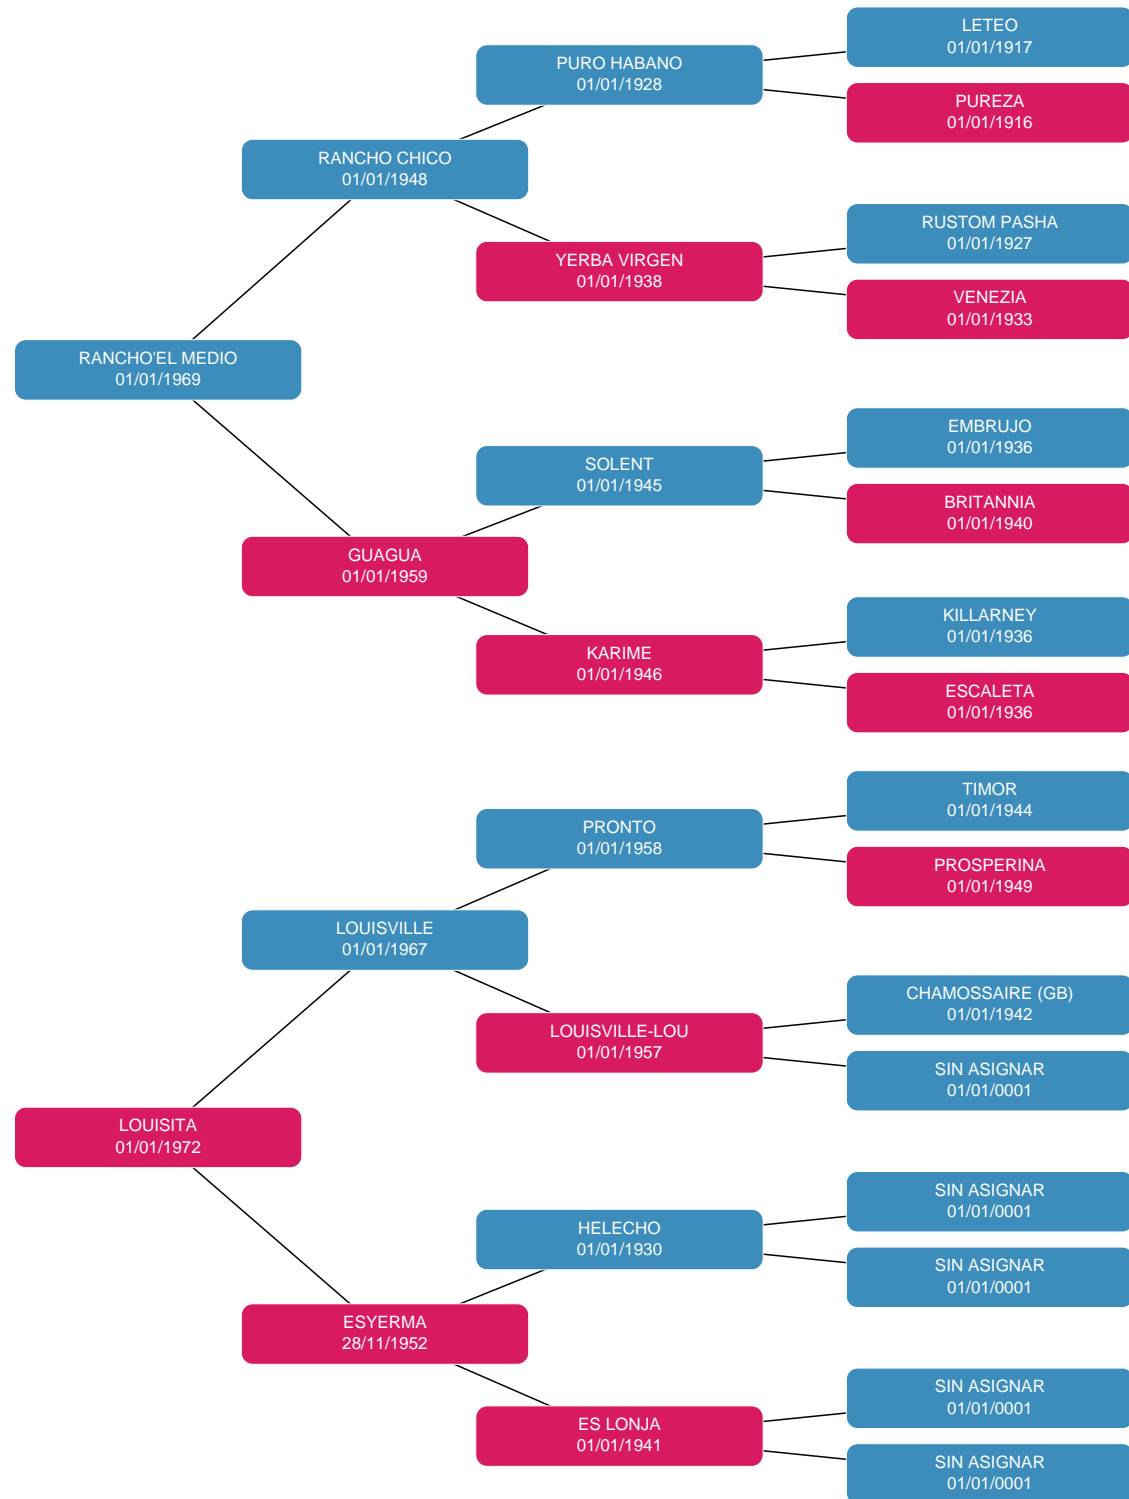 LETEO
01/01/1917
PURO HABANO
01/01/1928
PUREZA
01/01/1916
RANCHO CHICO
01/01/1948
RUSTOM PASHA
01/01/1927
YERBA VIRGEN
01/01/1938
VENEZIA
01/01/1933
RANCHO'EL MEDIO
01/01/1969
EMBRUJO
01/01/1936
SOLENT
01/01/1945
BRITANNIA
01/01/1940
GUAGUA
01/01/1959
KILLARNEY
01/01/1936
KARIME
01/01/1946
ESCALETA
01/01/1936
TIMOR
01/01/1944
PRONTO
01/01/1958
PROSPERINA
01/01/1949
LOUISVILLE
01/01/1967
CHAMOSSAIRE (GB)
01/01/1942
LOUISVILLE-LOU
01/01/1957
SIN ASIGNAR
01/01/0001
LOUISITA
01/01/1972
SIN ASIGNAR
01/01/0001
HELECHO
01/01/1930
SIN ASIGNAR
01/01/0001
ESYERMA
28/11/1952
SIN ASIGNAR
01/01/0001
ES LONJA
01/01/1941
SIN ASIGNAR
01/01/0001